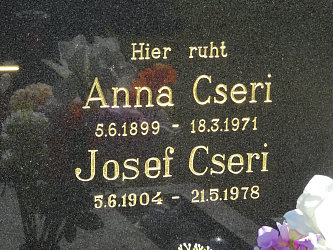 Hier ruht
Anna Cseri
5.6.1899 - 18.3.1971
Josef Cseri
5.6.1904 - 21.5.1978